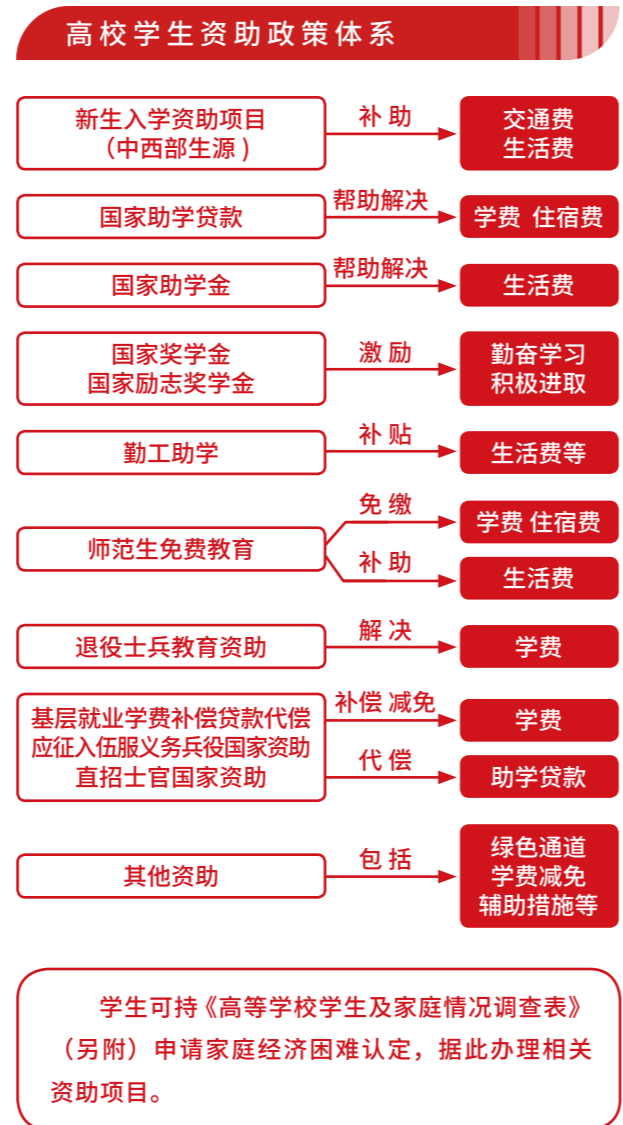 高校学生资助政策体系
新生入学资助项目
（中西部生源)
补助
交通费
生活费
国家助学贷款
帮助解决
学费 住宿费
国家助学金
帮助解决
生活费
国家奖学金
国家励志奖学金
激励
勤奋学习
积极进取
勤工助学
补贴
生活费等
师范生免费教育
免缴
学费 住宿费
补助
生活费
退役士兵教育资助
解决
学费
基层就业学费补偿贷款代偿
应征入伍服义务兵役国家资助
直招士官国家资助
补偿 减免
学费
代偿
助学贷款
其他资助
包括
绿色通道
学费减免
辅助措施等
学生可持《高等学校学生及家庭情况调查表》
（另附）申请家庭经济困难认定，据此办理相关
资助项目。